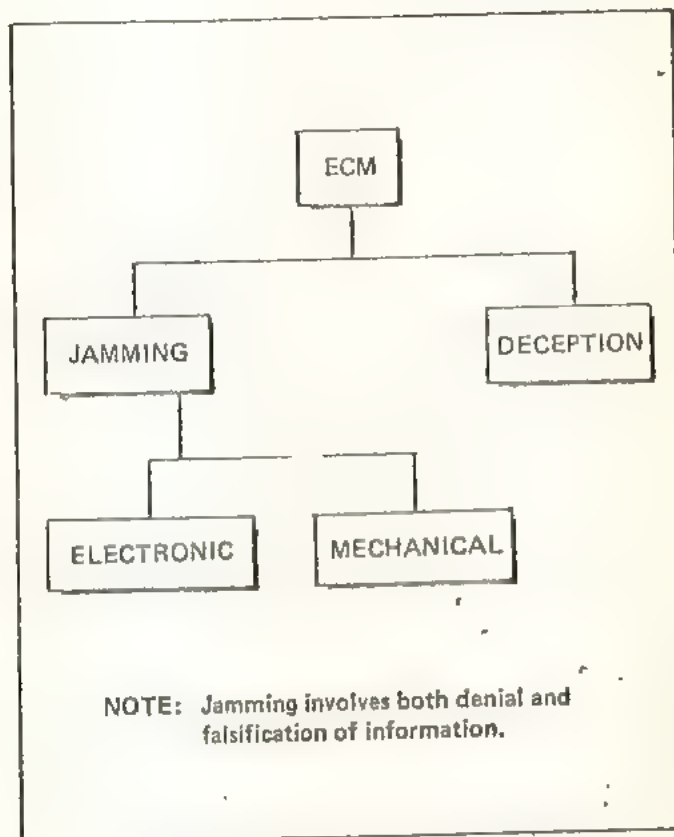 ECM
JAMMING
DECEPTION
ELECTRONIC
MECHANICAL
NOTE: Jamming involves both denial and
falsification of information.